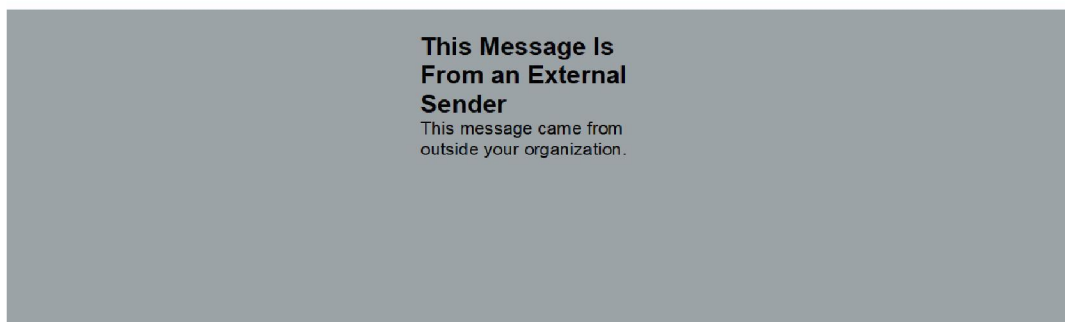 This Message Is
From an External
Sender
This message came from
outside your organization.